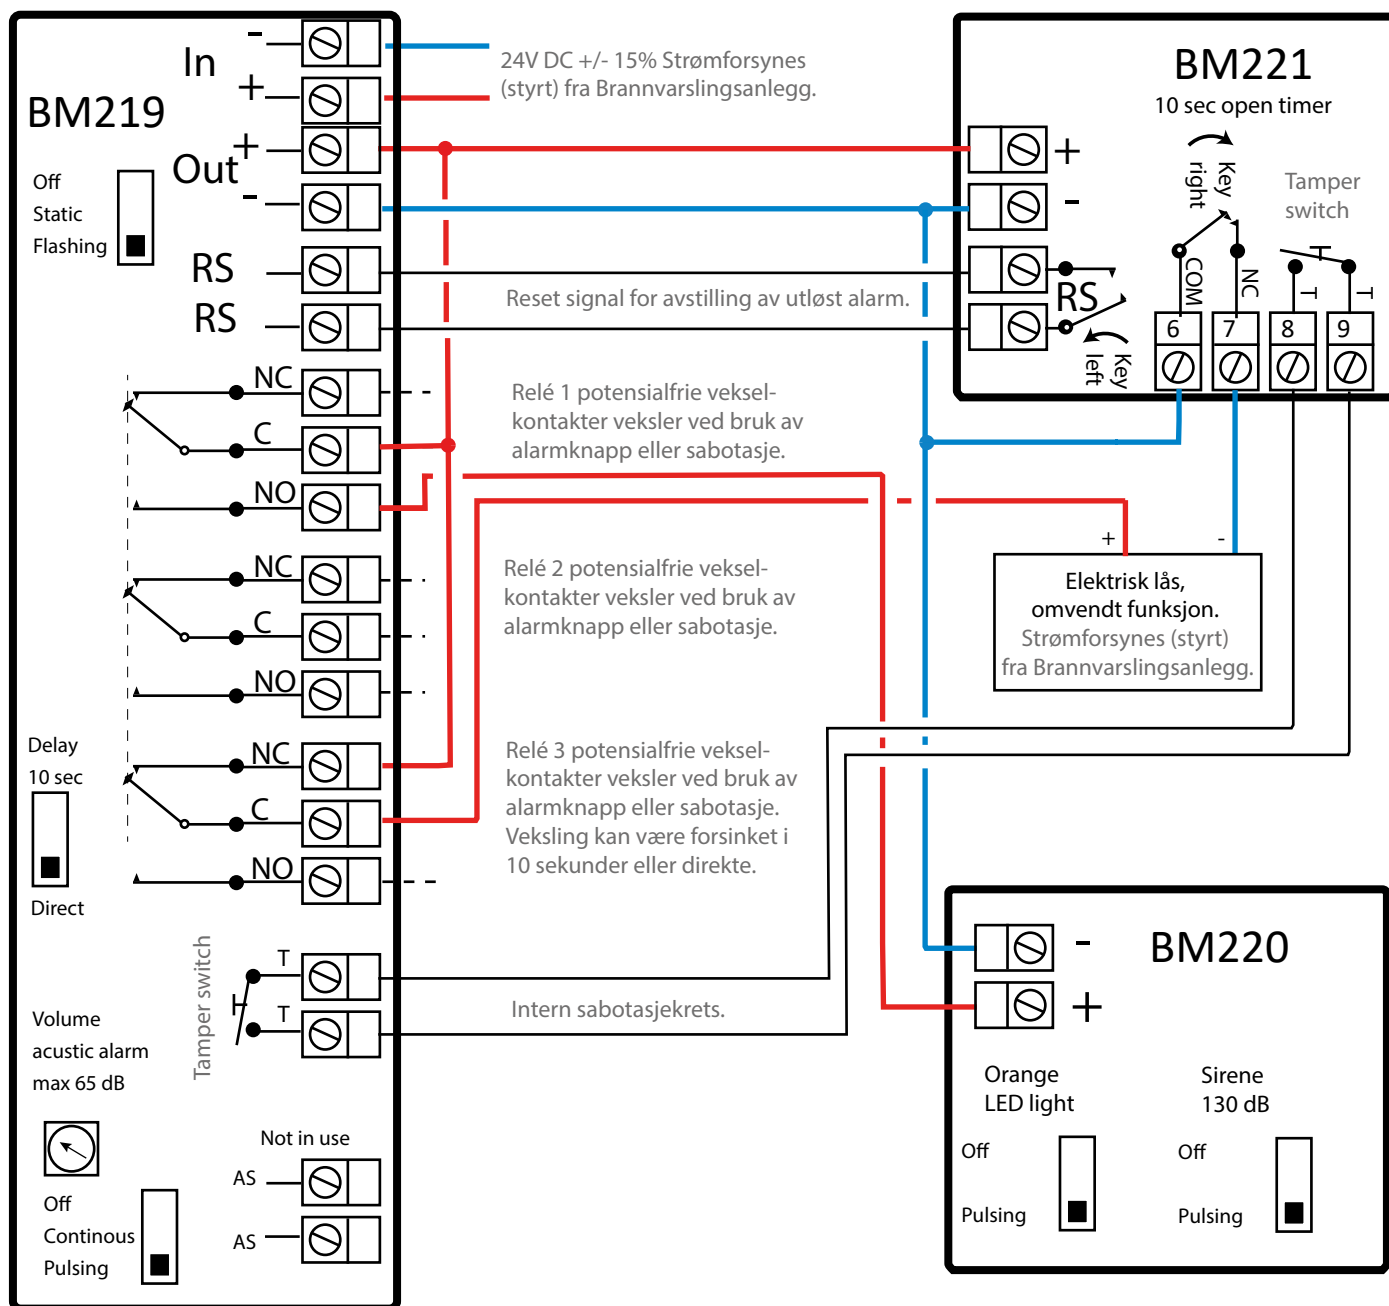 BM219
In
-
+
24V DC +/- 15% Strømforsynes
(styrt) fra Brannvarslingsanlegg.
Out
+
-
Off
Static
Flashing
RS
RS
Reset signal for avstilling av utløst alarm.
BM221
10 sec open timer
+
-
RS
Key
left
Key
right
Tamper
switch
COM
NC
T
T
6
7
8
9
NC
C
NO
Relé 1 potensialfrie veksel-
kontakter veksler ved bruk av
alarmknapp eller sabotasje.
NC
C
NO
Relé 2 potensialfrie veksel-
kontakter veksler ved bruk av
alarmknapp eller sabotasje.
+
-
Elektrisk lås,
omvendt funksjon.
Strømforsynes (styrt)
fra Brannvarslingsanlegg.
Delay
10 sec
Direct
NC
C
NO
Relé 3 potensialfrie veksel-
kontakter veksler ved bruk av
alarmknapp eller sabotasje.
Veksling kan være forsinket i
10 sekunder eller direkte.
Tamper switch
T
T
Intern sabotasjekrets.
Volume
acustic alarm
max 65 dB
Off
Continous
Pulsing
Not in use
AS
AS
BM220
-
+
Orange
LED light
Off
Pulsing
Sirene
130 dB
Off
Pulsing